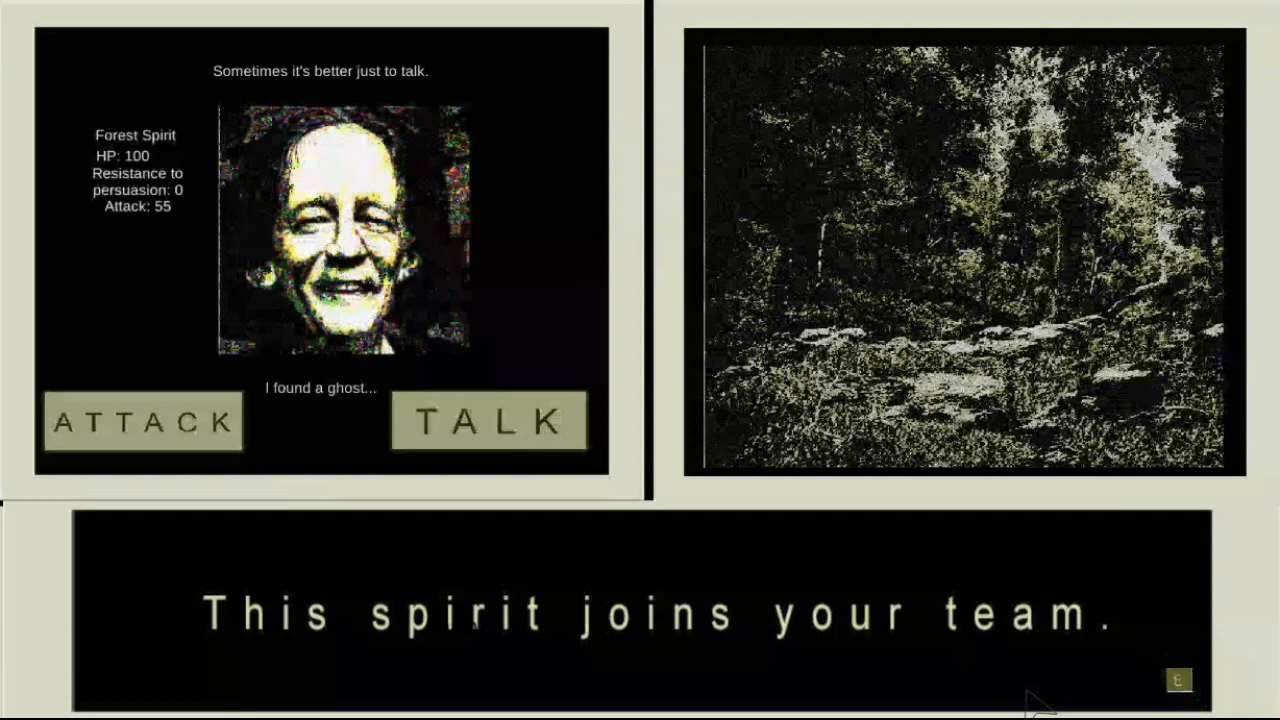 Sometimes it's better just to talk.
Forest Spirit
HP: 100
Resistance to
persuasion: 0
Attack: 55
I found a ghost...
ATTACK
TALK
This spirit joins your team.